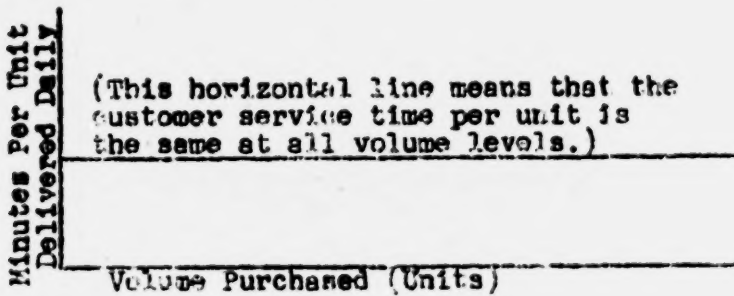 Minutes Per Unit
Delivered Daily
(This horizontal line means that the
customer service time per unit is
the same at all volume levels.)
Volume Purchased (Units)